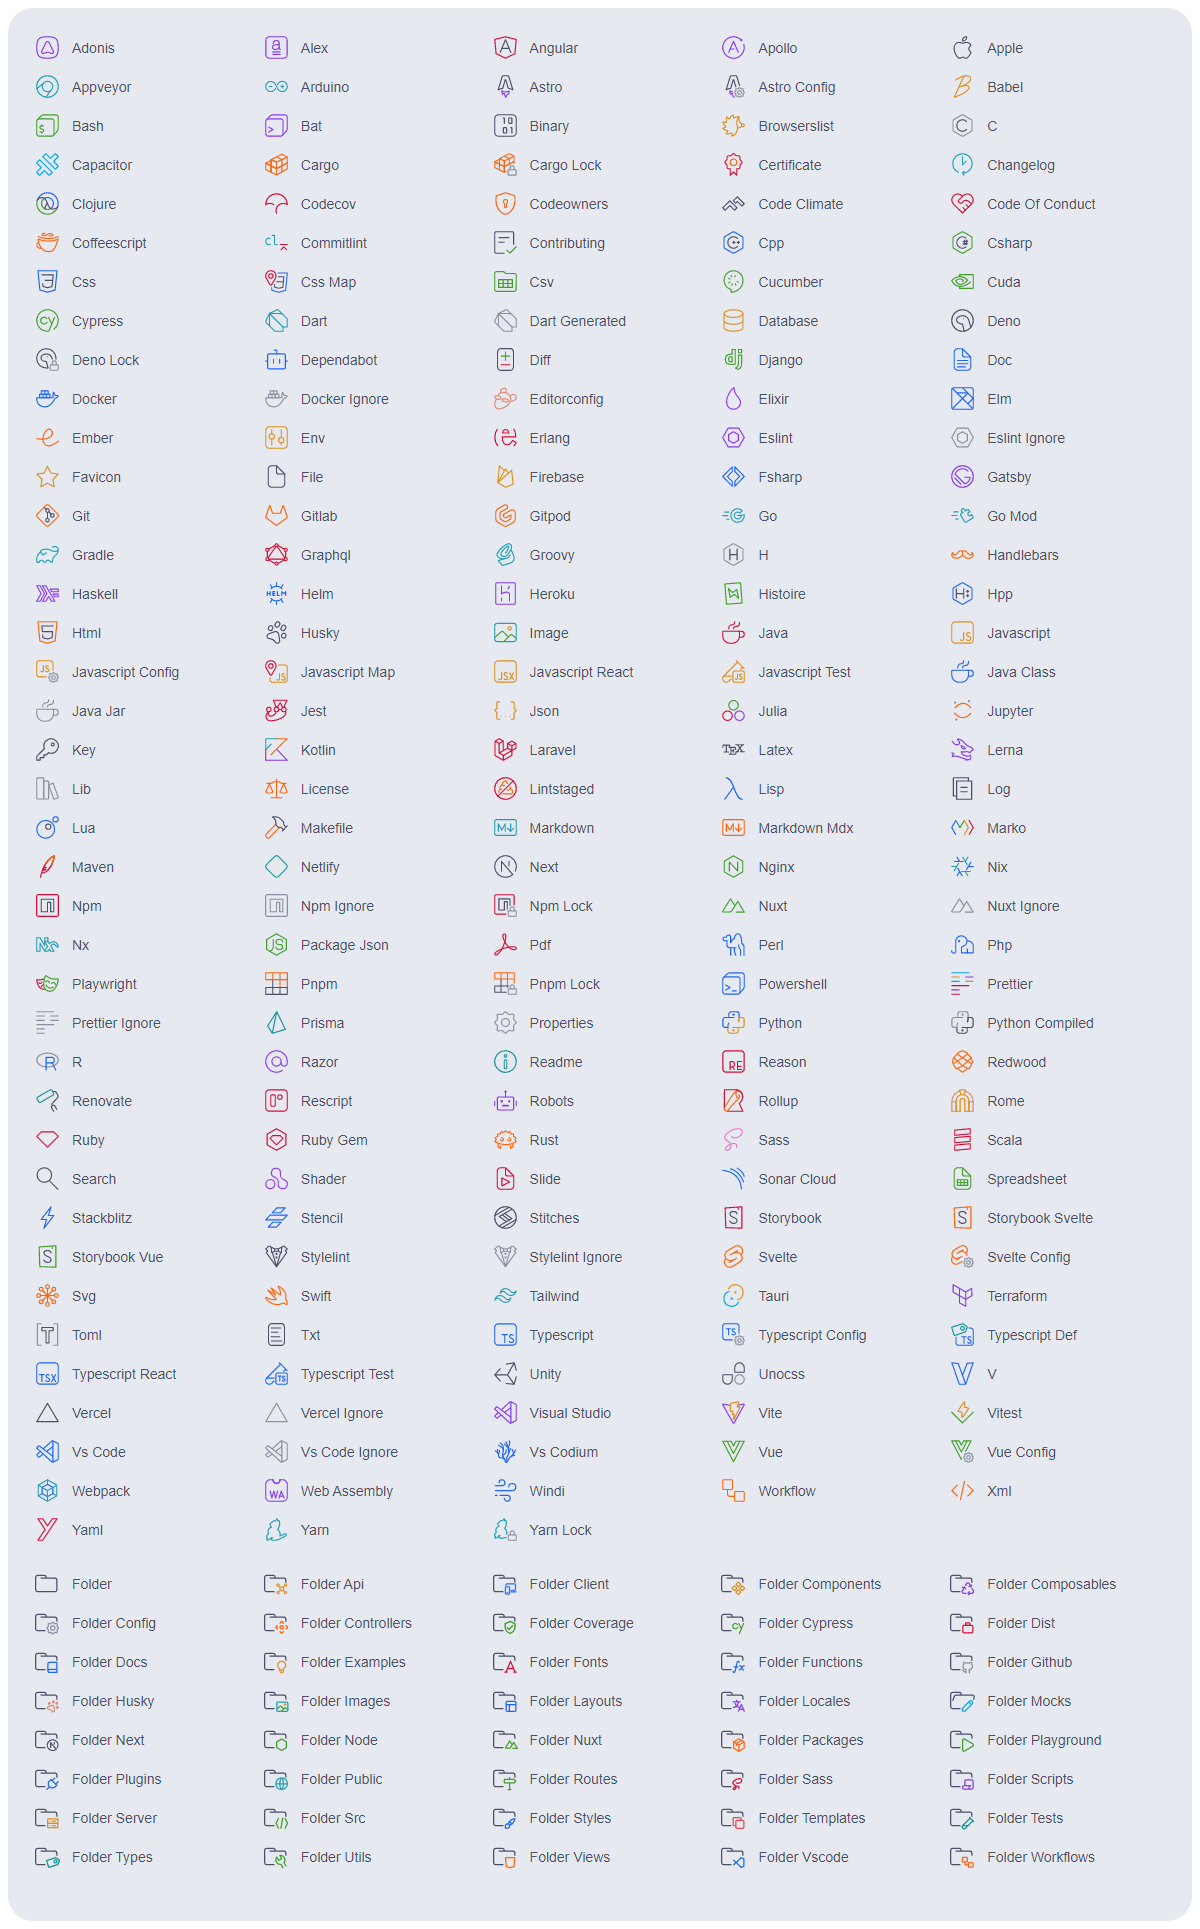 Adonis Alex Angular Apollo Apple
Appveyor Arduino Astro Astro Config Babel
Bash Bat Binary Browserslist C
Capacitor Cargo Cargo Lock Certificate Changelog
Clojure Codecov Codeowners Code Climate Code Of Conduct
Coffeescript Commitlint Contributing Cpp Csharp
Css Css Map Csv Cucumber Cuda
Cypress Dart Dart Generated Database Deno
Deno Lock Dependabot Diff Django Doc
Docker Docker Ignore Editorconfig Elixir Elm
Ember Env Erlang Eslint Eslint Ignore
Favicon File Firebase Fsharp Gatsby
Git Gitlab Gitpod Go Go Mod
Gradle Graphql Groovy H Handlebars
Haskell Helm Heroku Histoire Hpp
Html Husky Image Java Javascript
Javascript Config Javascript Map Javascript React Javascript Test Java Class
Java Jar Jest Json Julia Jupyter
Key Kotlin Laravel Latex Lerna
Lib License Lintstaged Lisp Log
Lua Makefile Markdown Markdown Mdx Marko
Maven Netlify Next Nginx Nix
Npm Npm Ignore Npm Lock Nuxt Nuxt Ignore
Nx Package Json Pdf Perl Php
Playwright Pnpm Pnpm Lock Powershell Prettier
Prettier Ignore Prisma Properties Python Python Compiled
R Razor Readme Reason Redwood
Renovate Rescript Robots Rollup Rome
Ruby Ruby Gem Rust Sass Scala
Search Shader Slide Sonar Cloud Spreadsheet
Stackblitz Stencil Stitches Storybook Storybook Svelte
Storybook Vue Stylelint Stylelint Ignore Svelte Svelte Config
Svg Swift Tailwind Tauri Terraform
Toml Txt Typescript Typescript Config Typescript Def
Typescript React Typescript Test Unity Unocss V
Vercel Vercel Ignore Visual Studio Vite Vitest
Vs Code Vs Code Ignore Vs Codium Vue Vue Config
Webpack Web Assembly Windi Workflow Xml
Yaml Yarn Yarn Lock
Folder Folder Api Folder Client Folder Components Folder Composables
Folder Config Folder Controllers Folder Coverage Folder Cypress Folder Dist
Folder Docs Folder Examples Folder Fonts Folder Functions Folder Github
Folder Husky Folder Images Folder Layouts Folder Locales Folder Mocks
Folder Next Folder Node Folder Nuxt Folder Packages Folder Playground
Folder Plugins Folder Public Folder Routes Folder Sass Folder Scripts
Folder Server Folder Src Folder Styles Folder Templates Folder Tests
Folder Types Folder Utils Folder Views Folder Vscode Folder Workflows